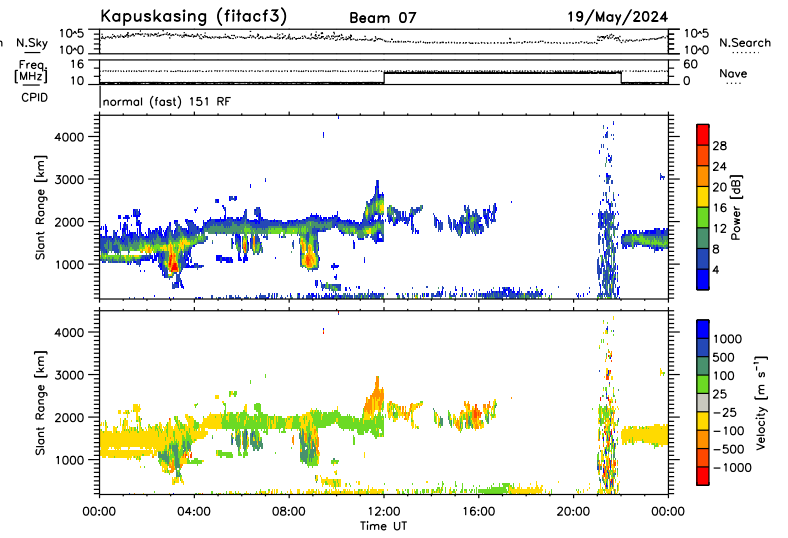 Kapuskasing (fitacf3) Beam 07 19/May/2024
N.Sky 10^5 10^0 10^5 10^0 N.Search
Freq. [MHz] 16 10 60 0 Nave
CPID normal (fast) 151 RF
Slant Range [km]
4000
3000
2000
1000
28
24
20
16
12
8
4
Power [dB]
Slant Range [km]
4000
3000
2000
1000
1000
500
100
25
−25
−100
−500
−1000
Velocity [m s⁻¹]
00:00 04:00 08:00 12:00 16:00 20:00 00:00
Time UT